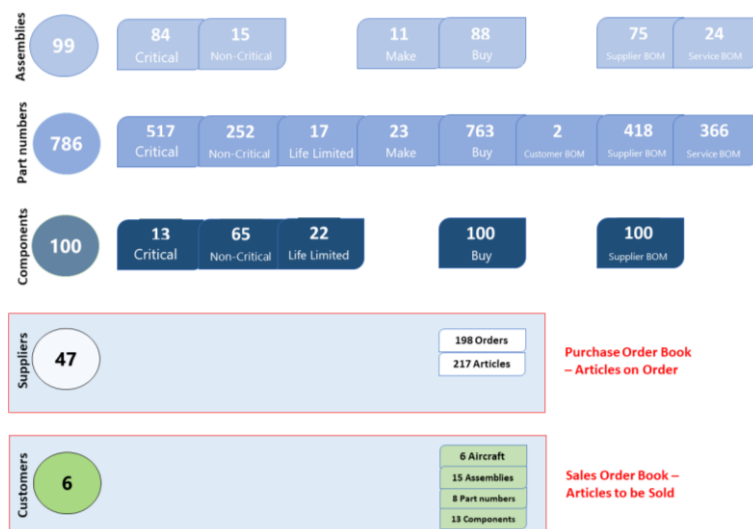 Assemblies
99
84
Critical
15
Non-Critical
11
Make
88
Buy
75
Supplier BOM
24
Service BOM
Part numbers
786
517
Critical
252
Non-Critical
17
Life Limited
23
Make
763
Buy
2
Customer BOM
418
Supplier BOM
366
Service BOM
Components
100
13
Critical
65
Non-Critical
22
Life Limited
100
Buy
100
Supplier BOM
Suppliers
47
198 Orders
217 Articles
Purchase Order Book
– Articles on Order
Customers
6
6 Aircraft
15 Assemblies
8 Part numbers
13 Components
Sales Order Book –
Articles to be Sold